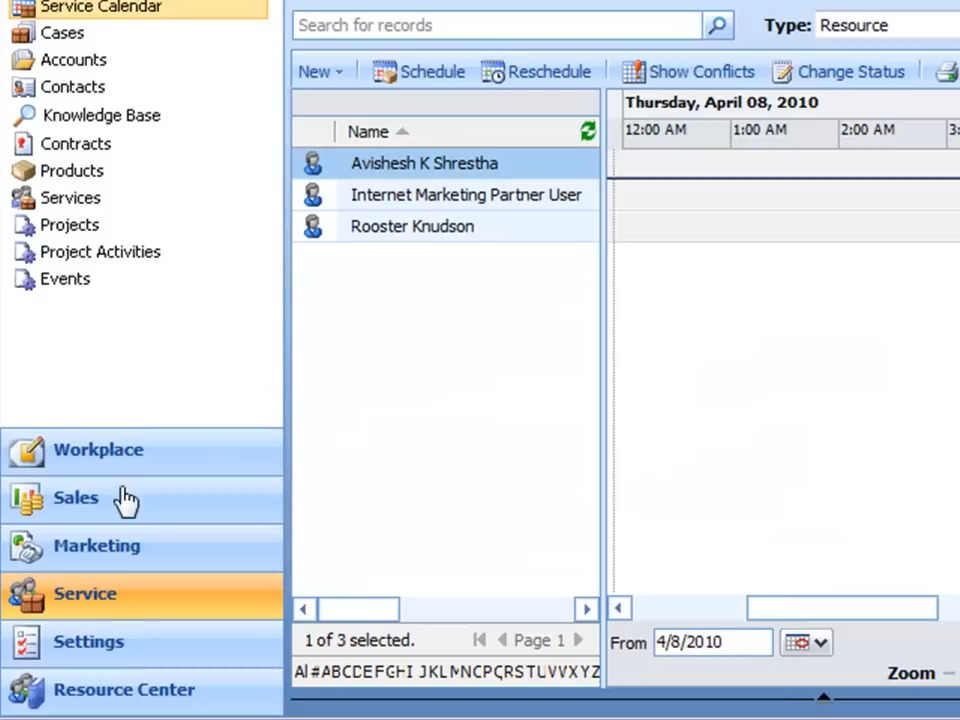 Service Calendar
Cases
Accounts
Contacts
Knowledge Base
Contracts
Products
Services
Projects
Project Activities
Events
Workplace
Sales
Marketing
Service
Settings
Resource Center
Search for records
Type: Resource
New Schedule Reschedule Show Conflicts Change Status
Name
Avishesh K Shrestha
Internet Marketing Partner User
Rooster Knudson
1 of 3 selected. Page 1
Thursday, April 08, 2010
12:00 AM 1:00 AM 2:00 AM
From 4/8/2010
Zoom